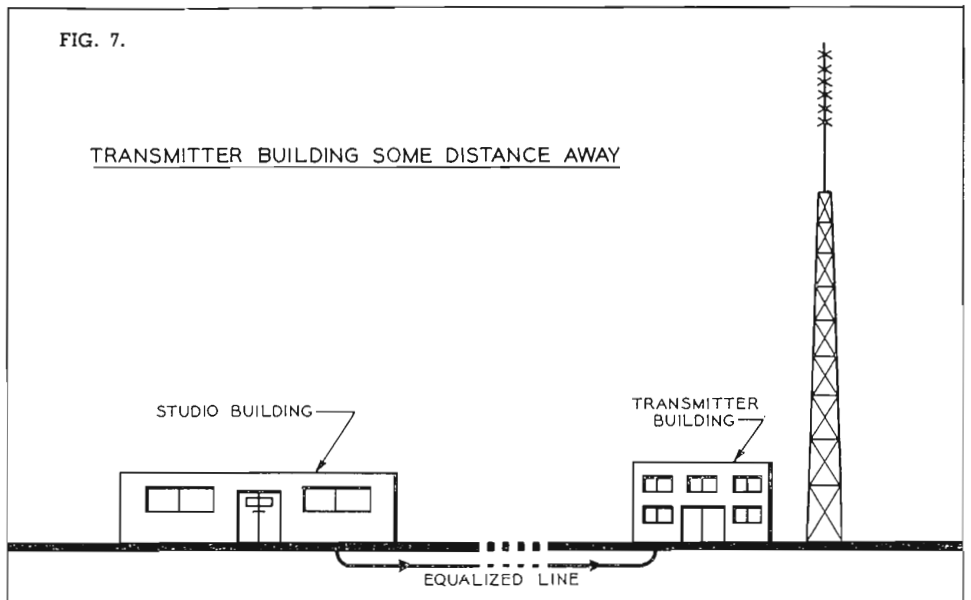 FIG. 7.
TRANSMITTER BUILDING SOME DISTANCE AWAY
STUDIO BUILDING
TRANSMITTER
BUILDING
EQUALIZED LINE